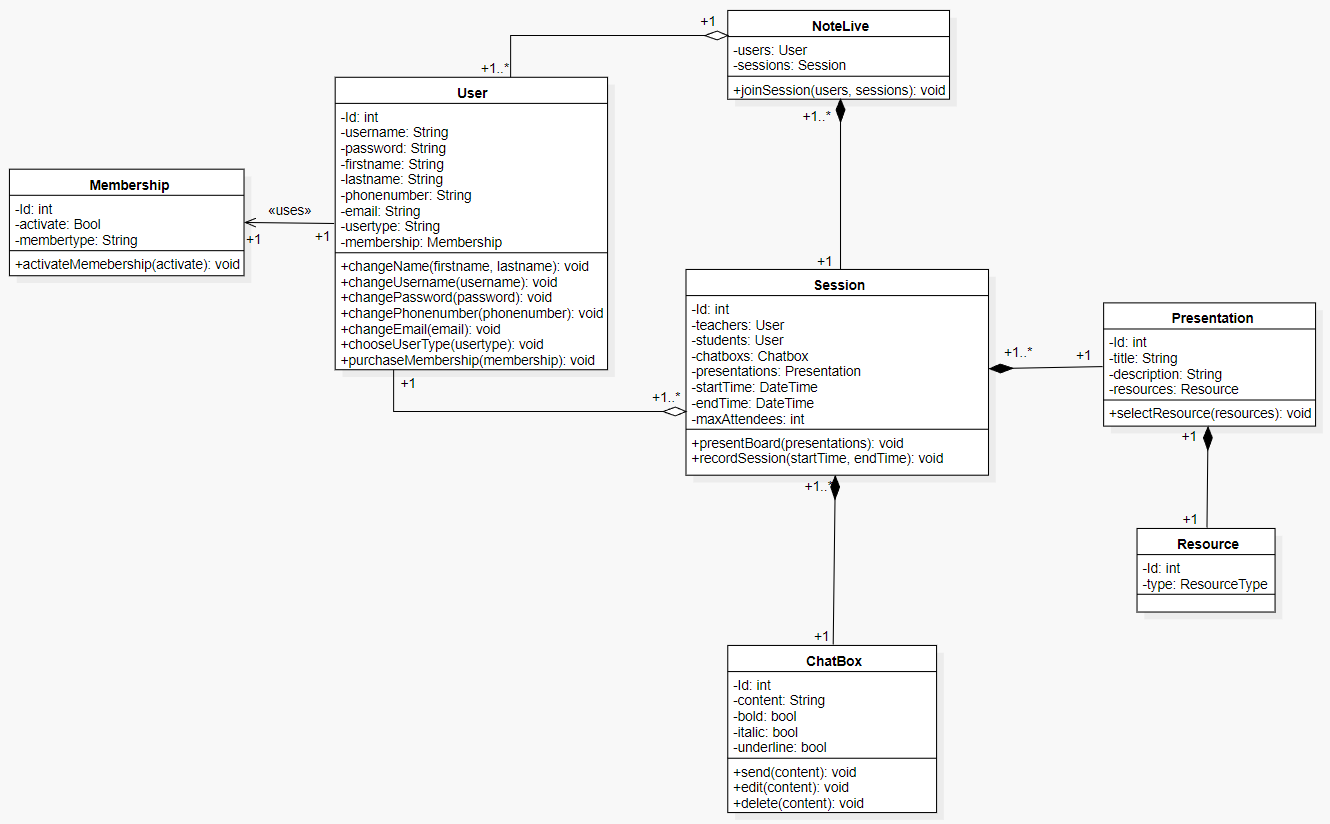 +1
NoteLive
-users: User
-sessions: Session
+joinSession(users, sessions): void
+1..*
+1..*
User
-Id: int
-username: String
-password: String
-firstname: String
-lastname: String
-phonenumber: String
-email: String
-usertype: String
-membership: Membership
+changeName(firstname, lastname): void
+changeUsername(username): void
+changePassword(password): void
+changePhonenumber(phonenumber): void
+changeEmail(email): void
+chooseUserType(usertype): void
+purchaseMembership(membership): void
Membership
-Id: int
-activate: Bool
-membertype: String
+activateMemebership(activate): void
«uses»
+1
+1
+1
Session
-Id: int
-teachers: User
-students: User
-chatboxs: Chatbox
-presentations: Presentation
-startTime: DateTime
-endTime: DateTime
-maxAttendees: int
+presentBoard(presentations): void
+recordSession(startTime, endTime): void
+1
+1..*
+1..*
+1
Presentation
-Id: int
-title: String
-description: String
-resources: Resource
+selectResource(resources): void
+1
+1
Resource
-Id: int
-type: ResourceType
+1..*
+1
ChatBox
-Id: int
-content: String
-bold: bool
-italic: bool
-underline: bool
+send(content): void
+edit(content): void
+delete(content): void